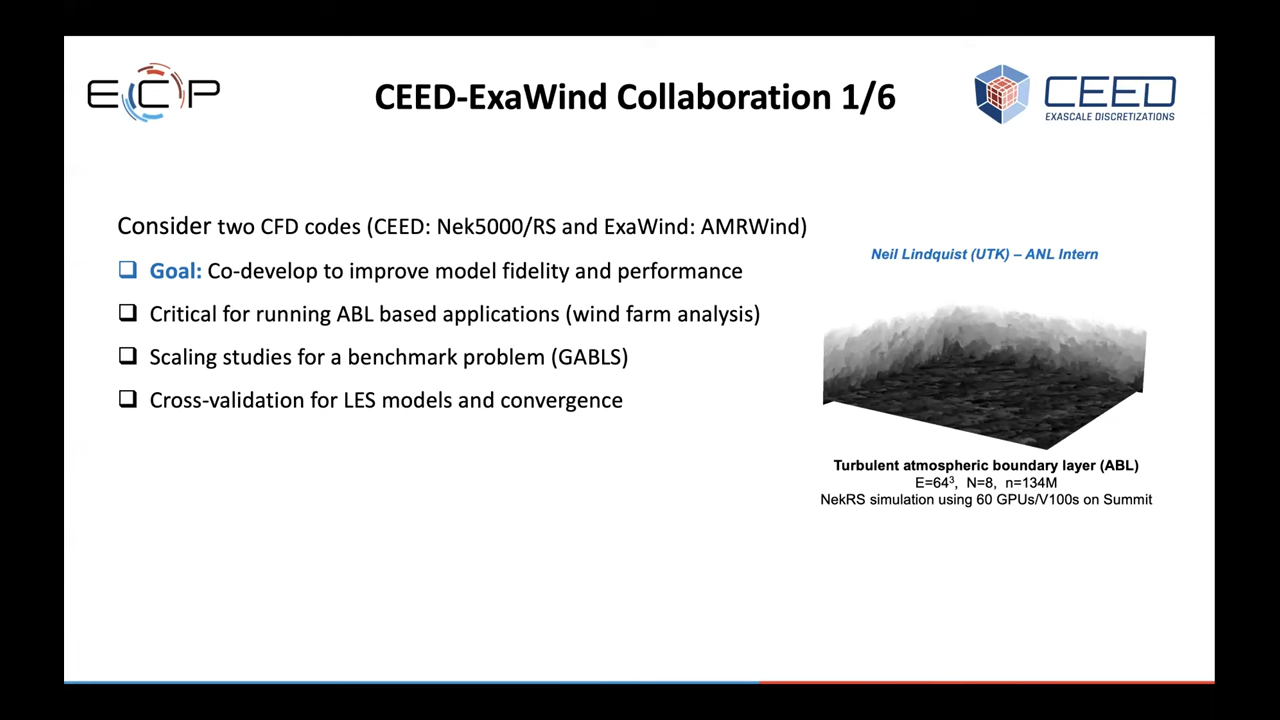 ECP
CEED-ExaWind Collaboration 1/6
CEED
EXASCALE DISCRETIZATIONS
Consider two CFD codes (CEED: Nek5000/RS and ExaWind: AMRWind)
Goal: Co-develop to improve model fidelity and performance
Critical for running ABL based applications (wind farm analysis)
Scaling studies for a benchmark problem (GABLS)
Cross-validation for LES models and convergence
Neil Lindquist (UTK) – ANL Intern
Turbulent atmospheric boundary layer (ABL)
E=64³, N=8, n=134M
NekRS simulation using 60 GPUs/V100s on Summit